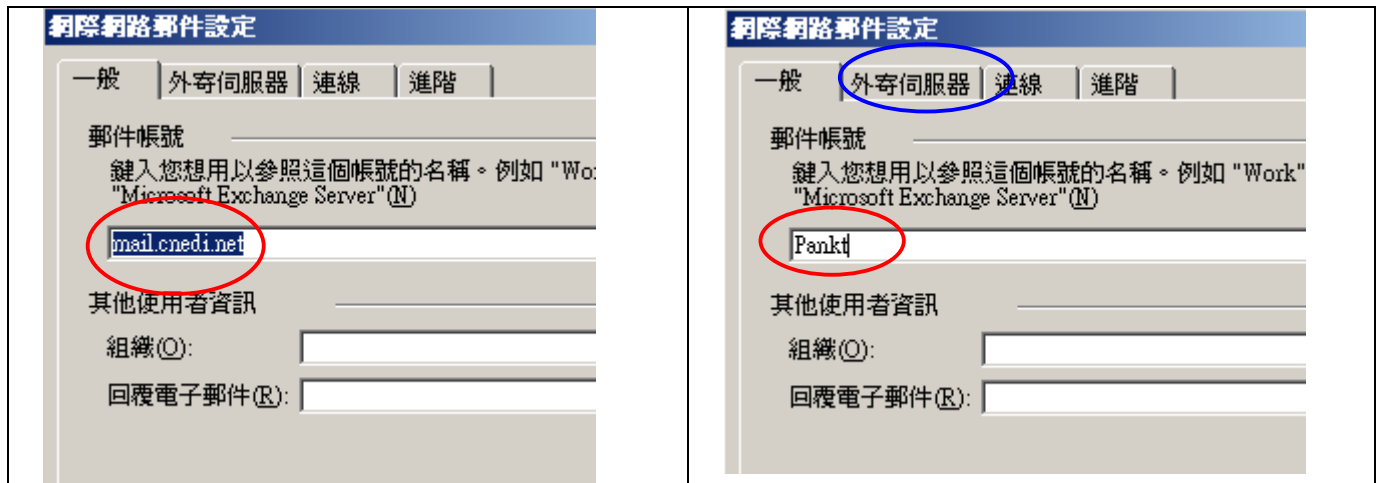 網際網路郵件設定
一般 外寄伺服器 連線 進階
郵件帳號
鍵入您想用以參照這個帳號的名稱。例如 "Wo
"Microsoft Exchange Server"(N)
mail.cnedi.net
其他使用者資訊
組織(O):
回覆電子郵件(R):
網際網路郵件設定
一般 外寄伺服器 連線 進階
郵件帳號
鍵入您想用以參照這個帳號的名稱。例如 "Work"
"Microsoft Exchange Server"(N)
Pankt
其他使用者資訊
組織(O):
回覆電子郵件(R):